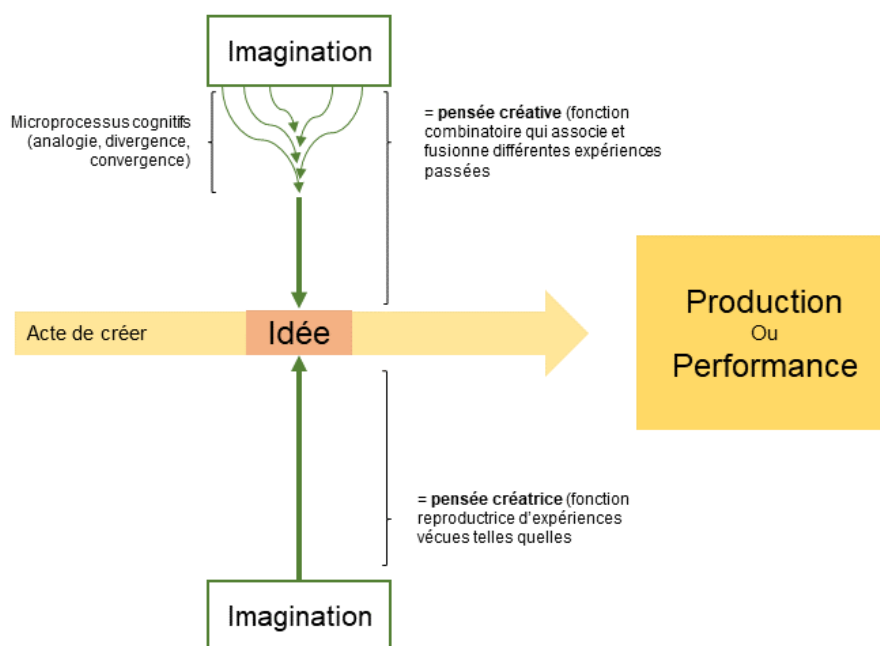 Imagination
Microprocessus cognitifs
(analogie, divergence,
convergence)
= pensée créative (fonction
combinatoire qui associe et
fusionne différentes expériences
passées
Acte de créer
Idée
Production
Ou
Performance
= pensée créatrice (fonction
reproductrice d'expériences
vécues telles quelles
Imagination